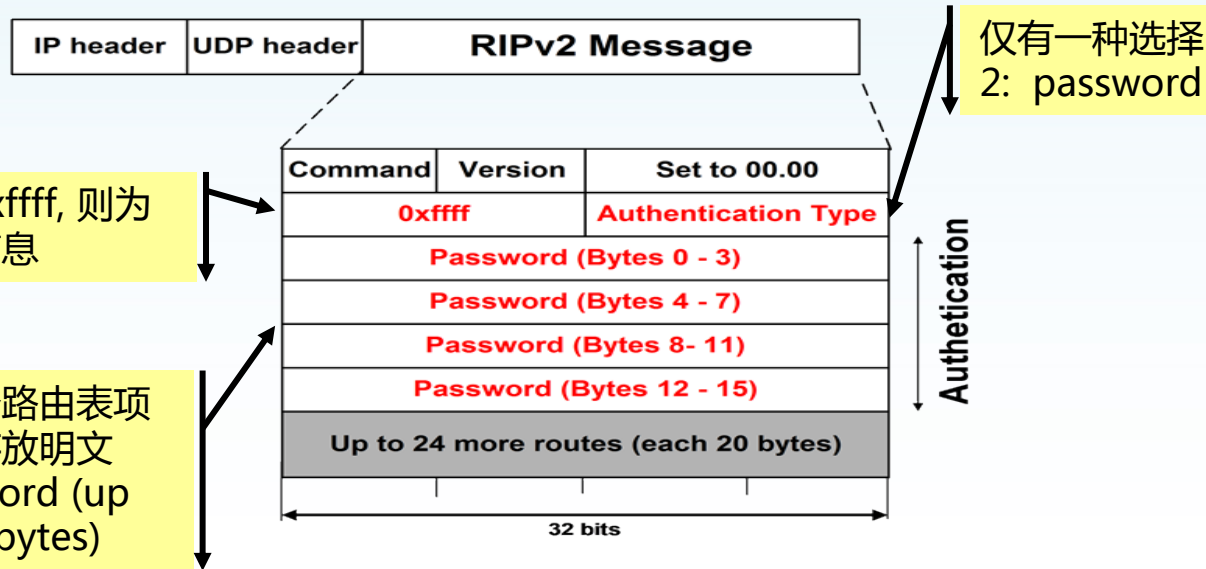 IP header UDP header RIPv2 Message
仅有一种选择
2: password
Command Version Set to 00.00
xffff, 则为
息
0xffff Authentication Type
Password (Bytes 0 - 3)
Password (Bytes 4 - 7)
Password (Bytes 8- 11)
Password (Bytes 12 - 15)
Authetication
路由表项
放明文
ord (up
bytes)
Up to 24 more routes (each 20 bytes)
32 bits